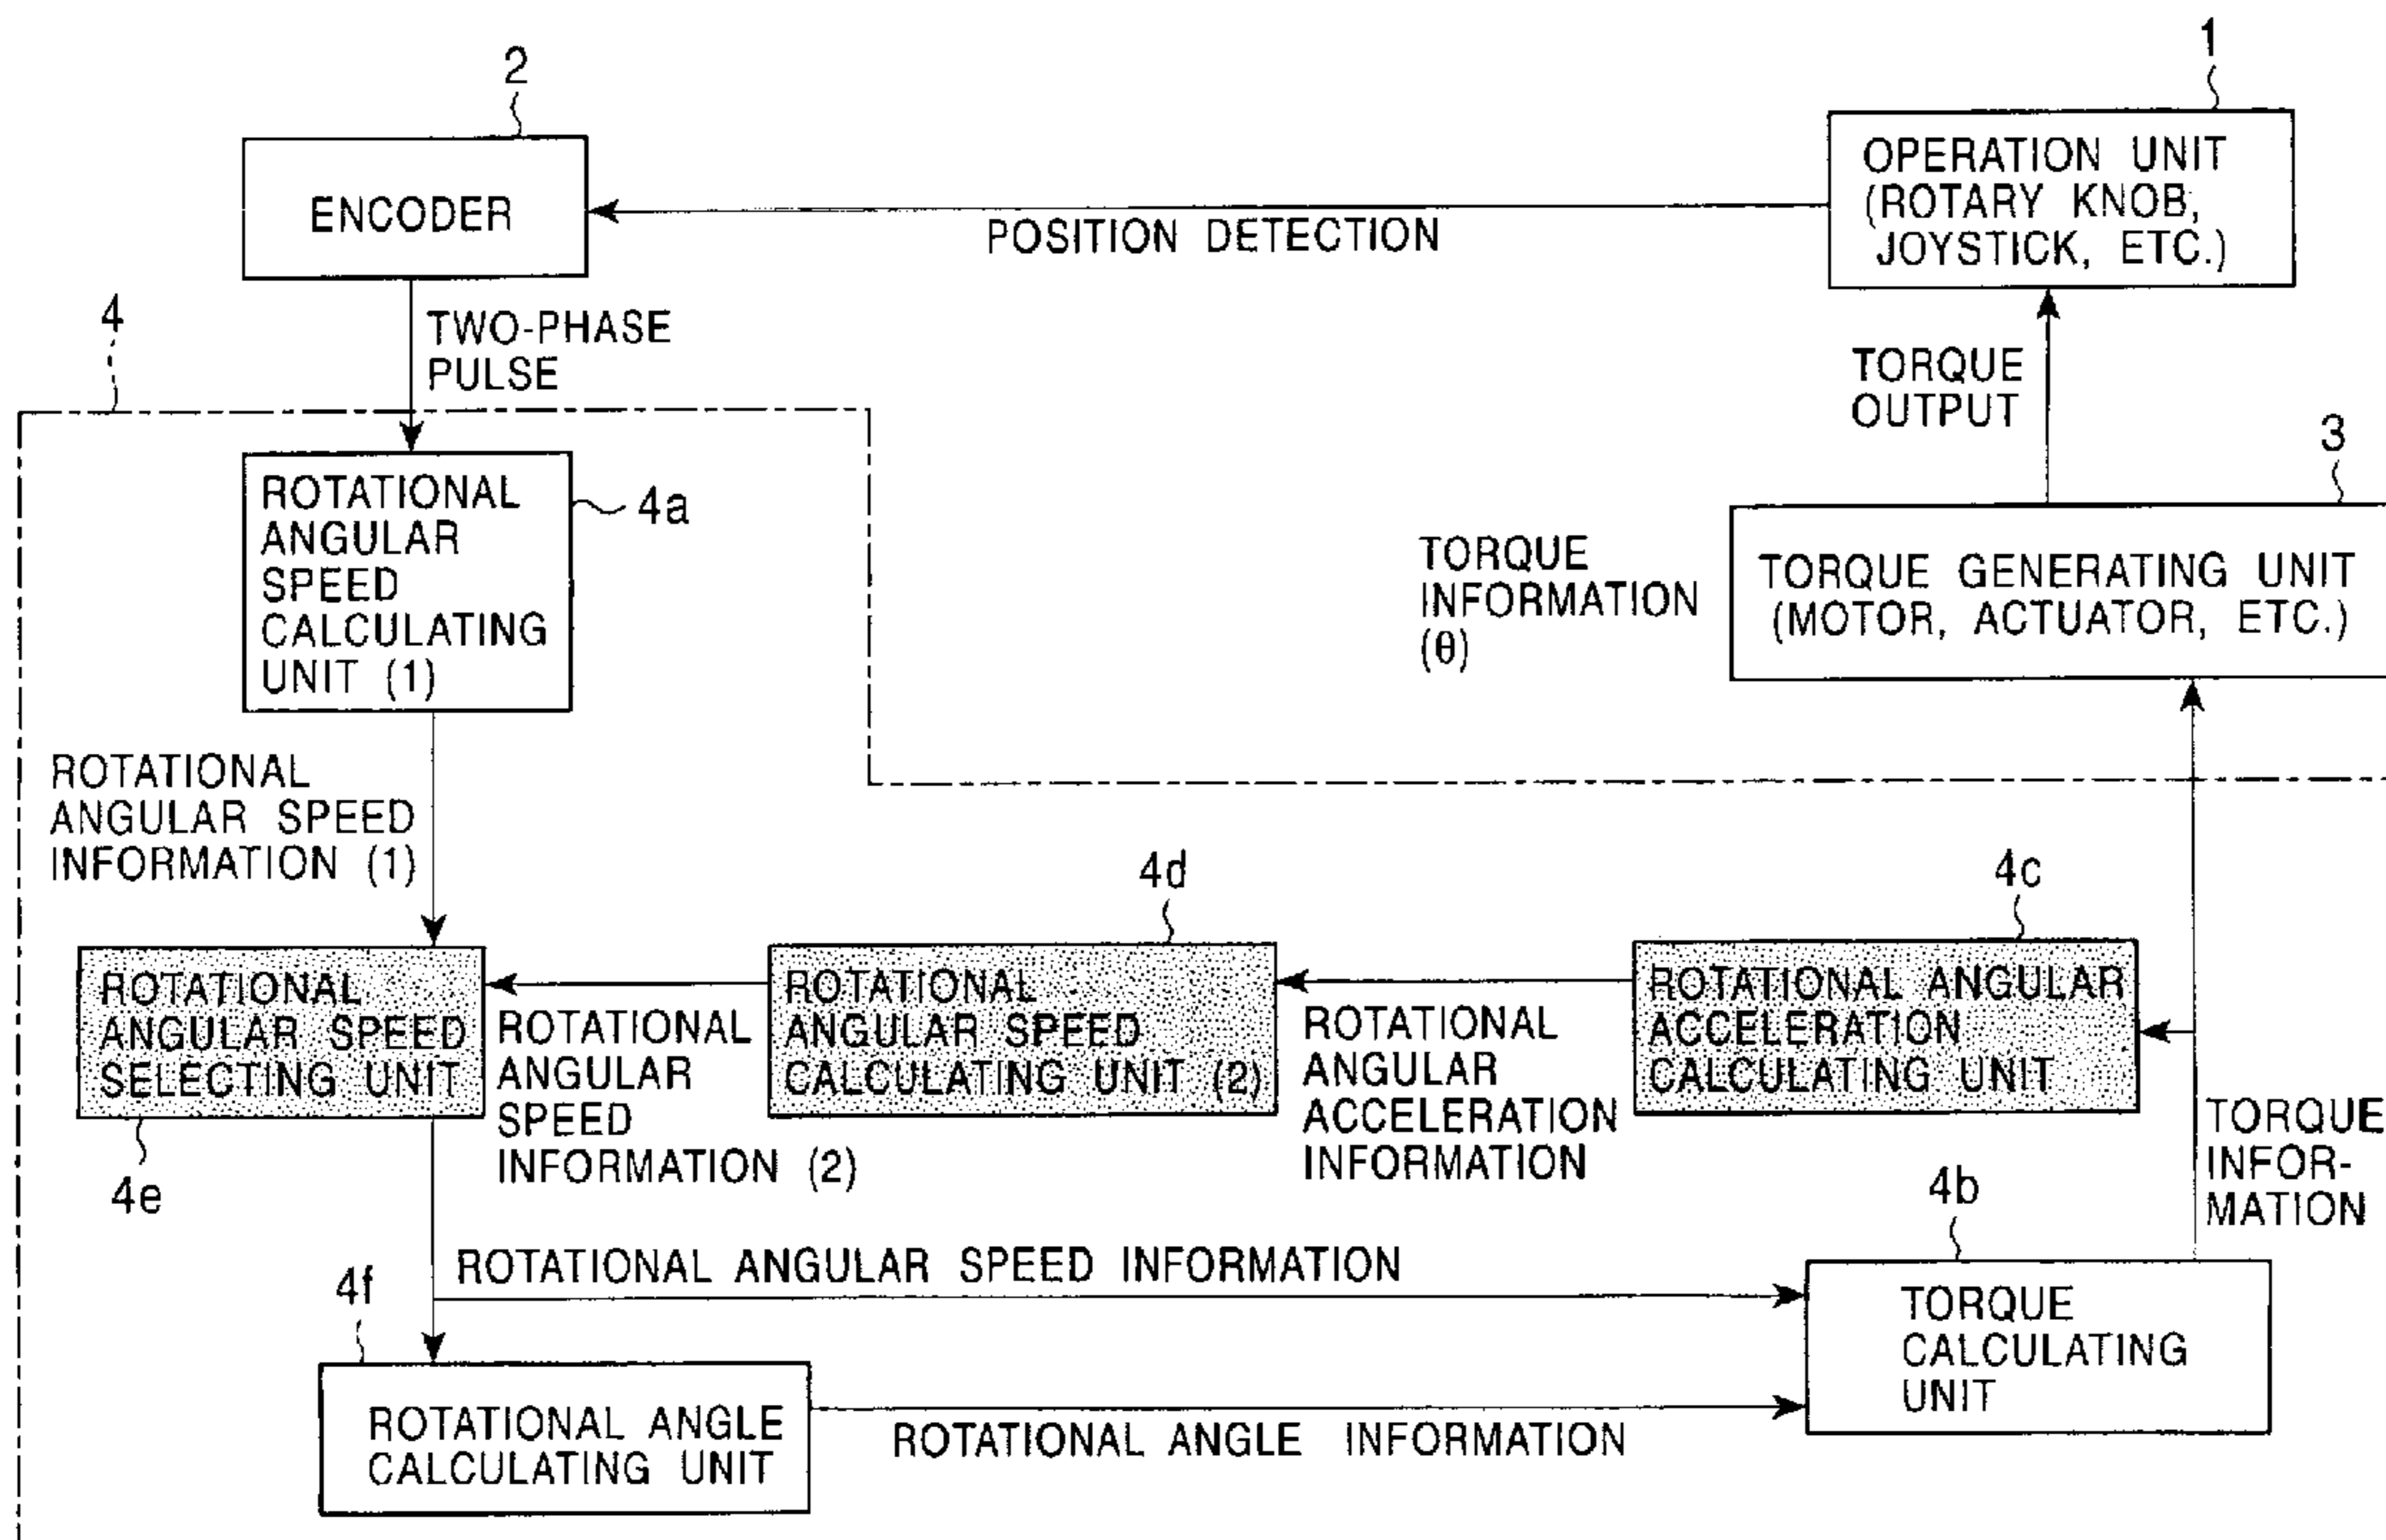 1
2
OPERATION UNIT
(ROTARY KNOB,
JOYSTICK, ETC.)
ENCODER
POSITION DETECTION
4
TWO-PHASE
PULSE
TORQUE
OUTPUT
3
ROTATIONAL
ANGULAR
SPEED
CALCULATING
UNIT (1)
4a
TORQUE
INFORMATION
(θ)
TORQUE GENERATING UNIT
(MOTOR, ACTUATOR, ETC.)
ROTATIONAL
ANGULAR SPEED
INFORMATION (1)
4d
4c
ROTATIONAL
ANGULAR SPEED
SELECTING UNIT
ROTATIONAL
ANGULAR
SPEED
INFORMATION (2)
ROTATIONAL
ANGULAR SPEED
CALCULATING UNIT (2)
ROTATIONAL
ANGULAR
ACCELERATION
INFORMATION
ROTATIONAL ANGULAR
ACCELERATION
CALCULATING UNIT
TORQUE
INFOR-
MATION
4e
4b
ROTATIONAL ANGULAR SPEED INFORMATION
4f
TORQUE
CALCULATING
UNIT
ROTATIONAL ANGLE
CALCULATING UNIT
ROTATIONAL ANGLE INFORMATION